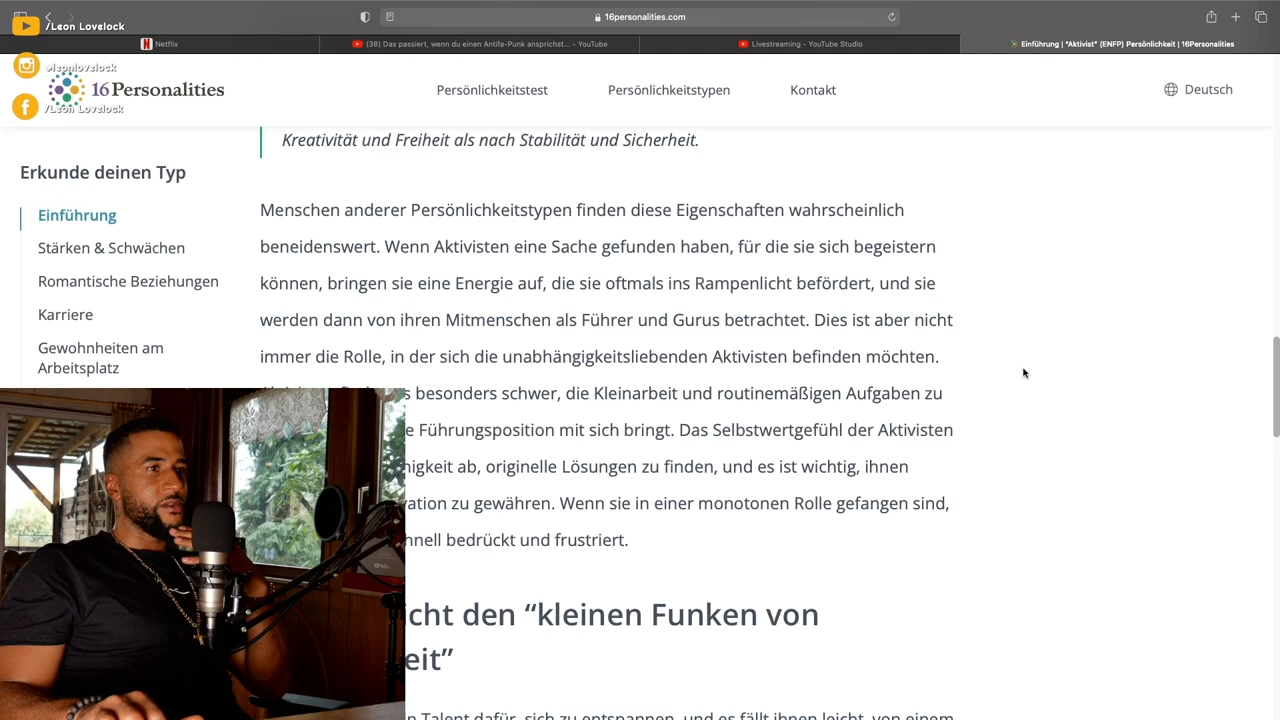 /Leon Lovelock
16personalities.com
Netflix
(38) Das passiert, wenn du einen Antifa-Punk ansprichst... - YouTube
Livestreaming - YouTube Studio
Einführung | "Aktivist" (ENFP) Persönlichkeit | 16Personalities
@leonlovelock
16Personalities
/Leon Lovelock
Persönlichkeitstest
Persönlichkeitstypen
Kontakt
Deutsch
Kreativität und Freiheit als nach Stabilität und Sicherheit.
Erkunde deinen Typ
Einführung
Stärken & Schwächen
Romantische Beziehungen
Karriere
Gewohnheiten am
Arbeitsplatz
Menschen anderer Persönlichkeitstypen finden diese Eigenschaften wahrscheinlich
beneidenswert. Wenn Aktivisten eine Sache gefunden haben, für die sie sich begeistern
können, bringen sie eine Energie auf, die sie oftmals ins Rampenlicht befördert, und sie
werden dann von ihren Mitmenschen als Führer und Gurus betrachtet. Dies ist aber nicht
immer die Rolle, in der sich die unabhängigkeitsliebenden Aktivisten befinden möchten.
s besonders schwer, die Kleinarbeit und routinemäßigen Aufgaben zu
e Führungsposition mit sich bringt. Das Selbstwertgefühl der Aktivisten
igkeit ab, originelle Lösungen zu finden, und es ist wichtig, ihnen
vation zu gewähren. Wenn sie in einer monotonen Rolle gefangen sind,
hnell bedrückt und frustriert.
cht den “kleinen Funken von
eit”
n Talent dafür, sich zu entspannen, und es fällt ihnen leicht, von einem